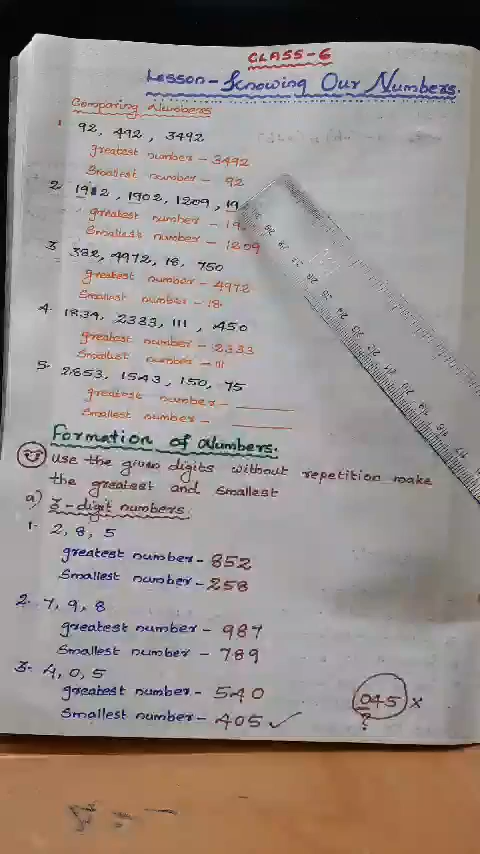 CLASS-6
Lesson - Knowing Our Numbers.
Comparing Numbers
1. 92, 492, 3492
greatest number - 3492
Smallest number - 92
2. 1902, 1209, 19
greatest number - 19
Smallest number - 1209
3. 382, 4972, 18, 750
greatest number - 4972
Smallest number - 18.
4. 1834, 2333, 111, 450
greatest number - 2333
Smallest number - 111
5. 2853, 1543, 150, 75
greatest number - ______
Smallest number - ______
Formation of Numbers.
Use the given digits without repetition make
the greatest and smallest
a) 3-digit numbers.
1. 2, 8, 5
greatest number - 852
Smallest number - 258
2. 7, 9, 8
greatest number - 987
Smallest number - 789
3. 4, 0, 5
greatest number - 540
Smallest number - 405 ✓
045 ×
?